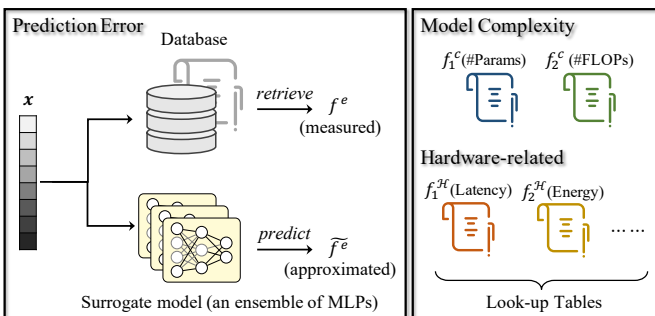 Prediction Error
Database
x
retrieve
f^e
(measured)
predict
\widetilde{f^e}
(approximated)
Surrogate model (an ensemble of MLPs)
Model Complexity
f_1^c(#Params)
f_2^c (#FLOPs)
Hardware-related
f_1^ℋ(Latency)
f_2^ℋ(Energy)
... ...
Look-up Tables